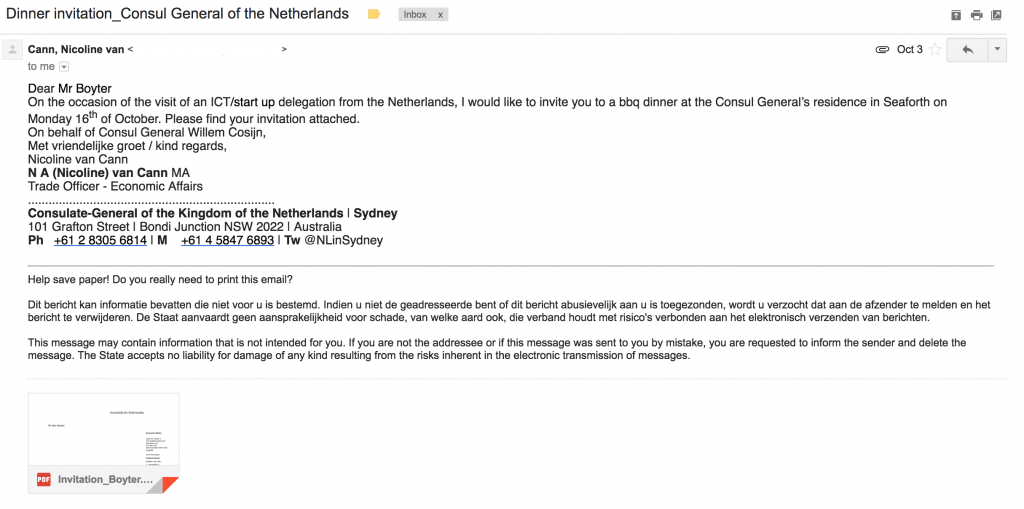 Dinner invitation_Consul General of the Netherlands
Inbox x
Cann, Nicoline van < >
Oct 3
to me
Dear Mr Boyter
On the occasion of the visit of an ICT/start up delegation from the Netherlands, I would like to invite you to a bbq dinner at the Consul General's residence in Seaforth on
Monday 16th of October. Please find your invitation attached.
On behalf of Consul General Willem Cosijn,
Met vriendelijke groet / kind regards,
Nicoline van Cann
N A (Nicoline) van Cann MA
Trade Officer - Economic Affairs
........................................................................
Consulate-General of the Kingdom of the Netherlands | Sydney
101 Grafton Street | Bondi Junction NSW 2022 | Australia
Ph +61 2 8305 6814 | M +61 4 5847 6893 | Tw @NLinSydney
Help save paper! Do you really need to print this email?
Dit bericht kan informatie bevatten die niet voor u is bestemd. Indien u niet de geadresseerde bent of dit bericht abusievelijk aan u is toegezonden, wordt u verzocht dat aan de afzender te melden en het
bericht te verwijderen. De Staat aanvaardt geen aansprakelijkheid voor schade, van welke aard ook, die verband houdt met risico's verbonden aan het elektronisch verzenden van berichten.
This message may contain information that is not intended for you. If you are not the addressee or if this message was sent to you by mistake, you are requested to inform the sender and delete the
message. The State accepts no liability for damage of any kind resulting from the risks inherent in the electronic transmission of messages.
PDF Invitation_Boyter....